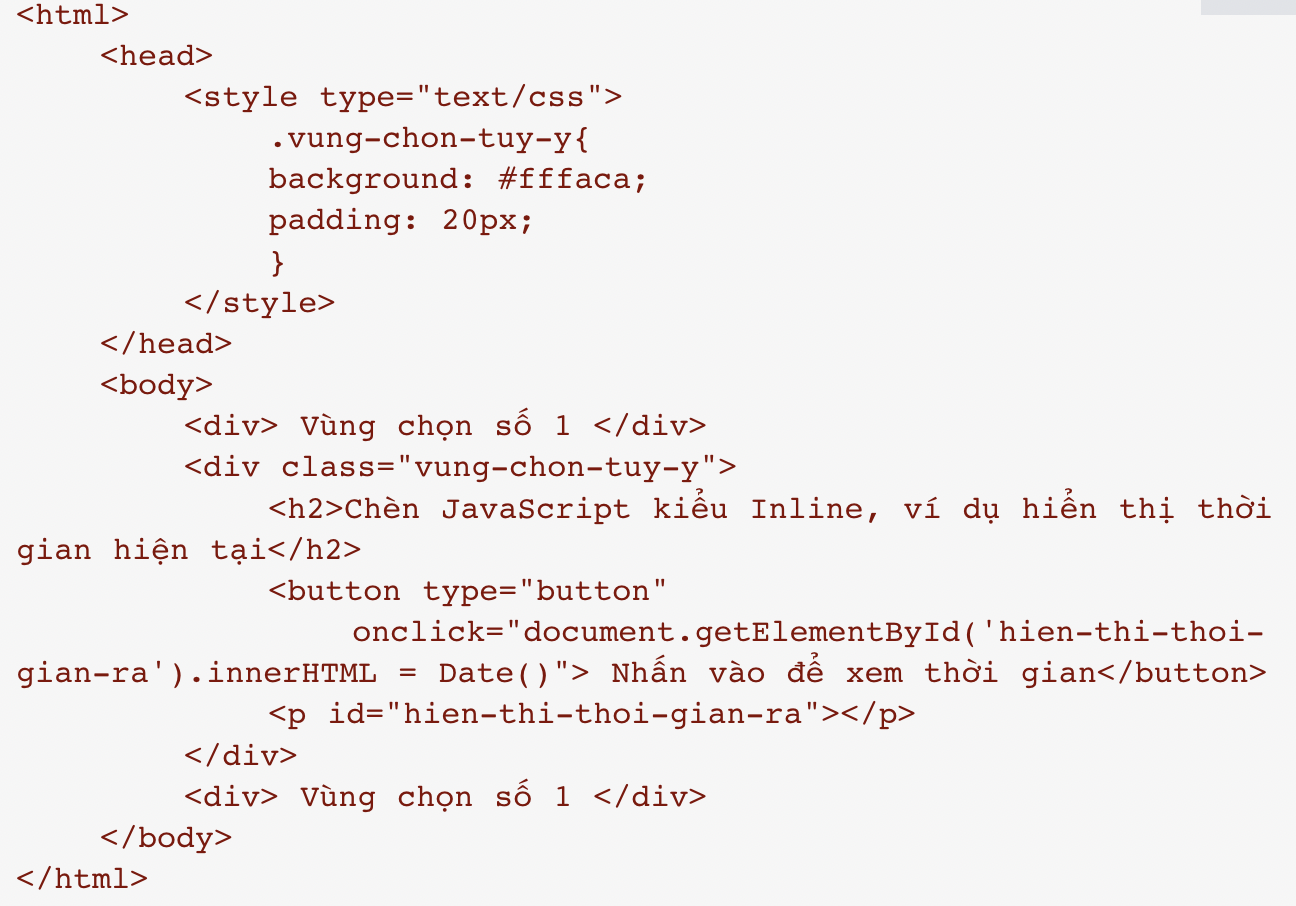 <html>
<head>
<style type="text/css">
.vung-chon-tuy-y{
background: #fffaca;
padding: 20px;
}
</style>
</head>
<body>
<div> Vùng chọn số 1 </div>
<div class="vung-chon-tuy-y">
<h2>Chèn JavaScript kiểu Inline, ví dụ hiển thị thời
gian hiện tại</h2>
<button type="button"
onclick="document.getElementById('hien-thi-thoi-
gian-ra').innerHTML = Date()"> Nhấn vào để xem thời gian</button>
<p id="hien-thi-thoi-gian-ra"></p>
</div>
<div> Vùng chọn số 1 </div>
</body>
</html>